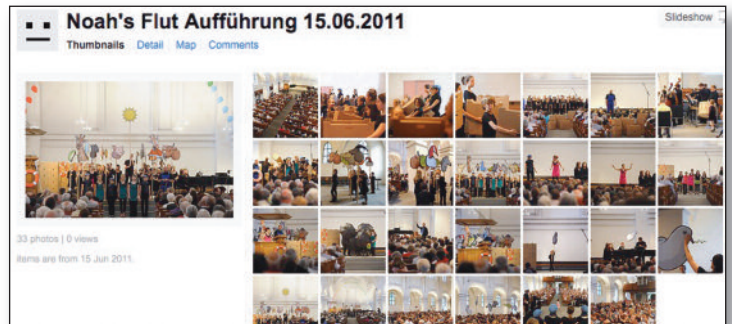 Noah's Flut Aufführung 15.06.2011
Slideshow
Thumbnails Detail Map Comments
33 photos | 0 views
items are from 15 Jun 2011.